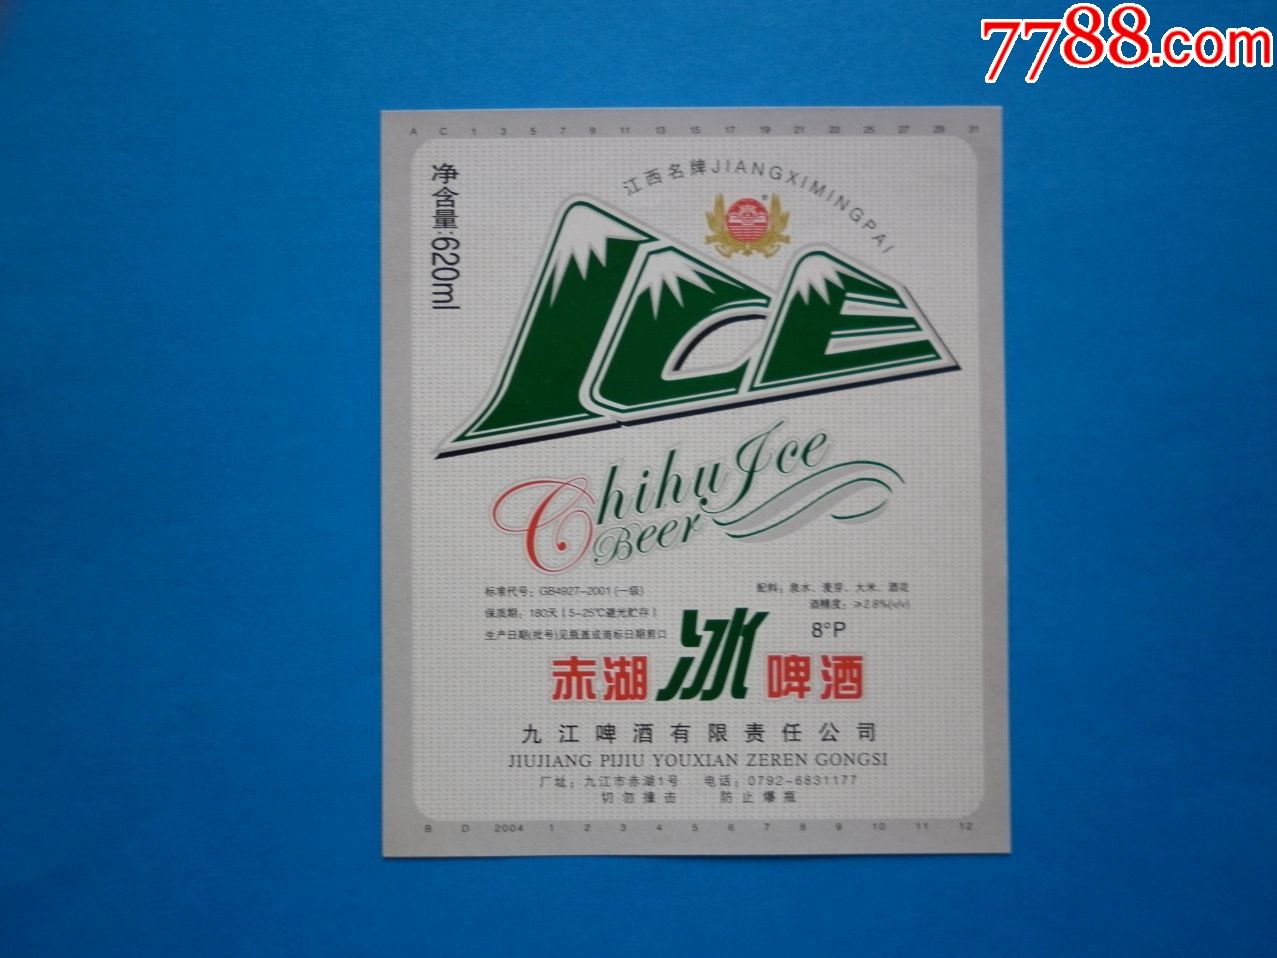 7788.com
A C 1 3 5 7 9 11 13 15 17 19 21 23 25 27 29 31
净含量:620ml
江西名牌JIANGXIMINGPAI
®
ICE
Chihu Ice
Beer
标准代号：GB4927-2001(一级)
保质期：180天（5-25℃避光贮存）
生产日期(批号)见瓶盖或商标日期剪口
配料：泉水、麦芽、大米、酒花
酒精度：≥2.8%(v/v)
8°P
赤湖冰啤酒
九江啤酒有限责任公司
JIUJIANG PIJIU YOUXIAN ZEREN GONGSI
厂址：九江市赤湖1号 电话：0792-6831177
切勿撞击 防止爆瓶
B D 2004 1 2 3 4 5 6 7 8 9 10 11 12